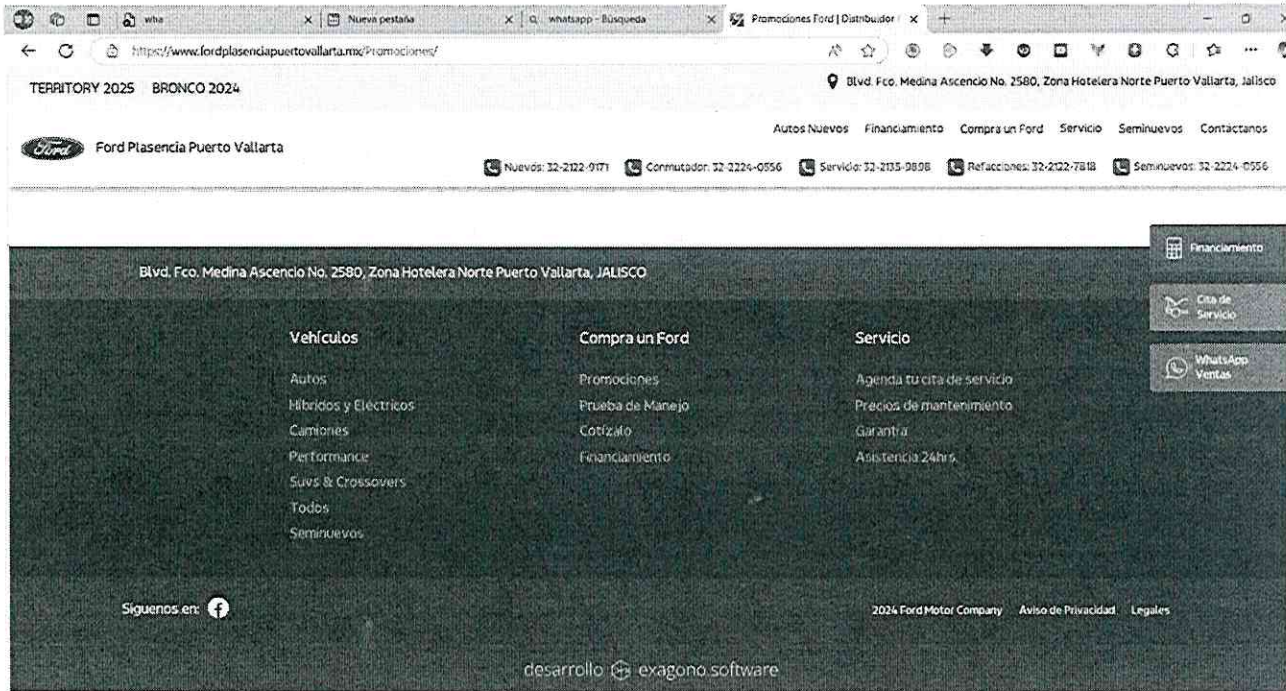 wha
Nueva pestaña
whatsapp - Búsqueda
Promociones Ford | Distribuidor
https://www.fordplasenciapuertovallarta.mx/Promociones/
TERRITORY 2025 BRONCO 2024
Blvd. Fco. Medina Ascencio No. 2580, Zona Hotelera Norte Puerto Vallarta, Jalisco
Autos Nuevos Financiamiento Compra un Ford Servicio Seminuevos Contáctanos
Ford
Ford Plasencia Puerto Vallarta
Nuevos: 32-2122-9171 Conmutador: 32-2224-0556 Servicio: 32-2135-9898 Refacciones: 32-2122-7818 Seminuevos: 32-2224-0556
Financiamiento
Blvd. Fco. Medina Ascencio No. 2580, Zona Hotelera Norte Puerto Vallarta, JALISCO
Cita de
Servicio
WhatsApp
Ventas
Vehículos
Autos
Híbridos y Eléctricos
Camiones
Performance
Suvs & Crossovers
Todos
Seminuevos
Compra un Ford
Promociones
Prueba de Manejo
Cotízalo
Financiamiento
Servicio
Agenda tu cita de servicio
Precios de mantenimiento
Garantía
Asistencia 24hrs.
Síguenos en:
2024 Ford Motor Company Aviso de Privacidad Legales
desarrollo exagono.software